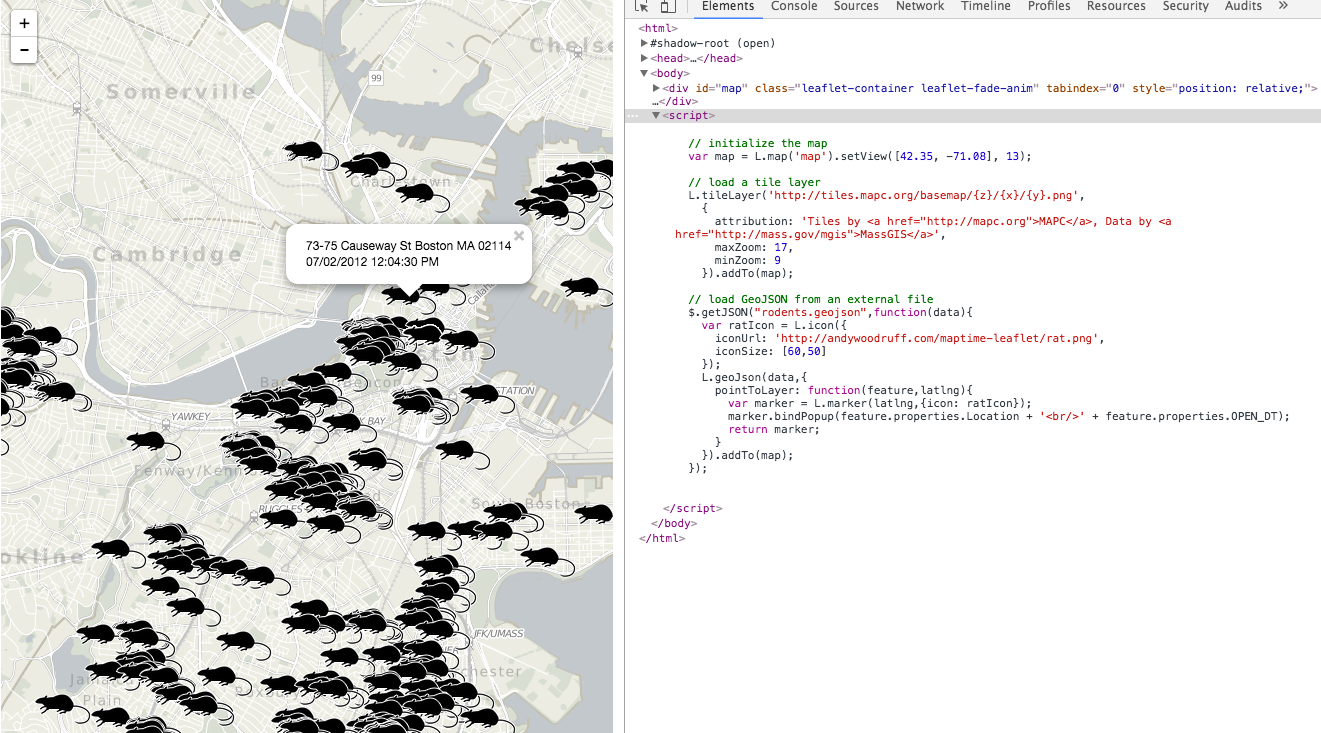 +
−
Chelse
99
Somerville
Charlestown
Cambridge
73-75 Causeway St Boston MA 02114
07/02/2012 12:04:30 PM
×
STATION
YAWKEY
BAY
Fenway/Ken
RUGGLES
South Boston
okline
JFK/UMASS
chester
Plain
Elements Console Sources Network Timeline Profiles Resources Security Audits »
<html>
▶#shadow-root (open)
▶<head>…</head>
▼<body>
▶<div id="map" class="leaflet-container leaflet-fade-anim" tabindex="0" style="position: relative;">
…</div>
… ▼<script>
// initialize the map
var map = L.map('map').setView([42.35, -71.08], 13);
// load a tile layer
L.tileLayer('http://tiles.mapc.org/basemap/{z}/{x}/{y}.png',
{
attribution: 'Tiles by <a href="http://mapc.org">MAPC</a>, Data by <a
href="http://mass.gov/mgis">MassGIS</a>',
maxZoom: 17,
minZoom: 9
}).addTo(map);
// load GeoJSON from an external file
$.getJSON("rodents.geojson",function(data){
var ratIcon = L.icon({
iconUrl: 'http://andywoodruff.com/maptime-leaflet/rat.png',
iconSize: [60,50]
});
L.geoJson(data,{
pointToLayer: function(feature,latlng){
var marker = L.marker(latlng,{icon: ratIcon});
marker.bindPopup(feature.properties.Location + '<br/>' + feature.properties.OPEN_DT);
return marker;
}
}).addTo(map);
});
</script>
</body>
</html>